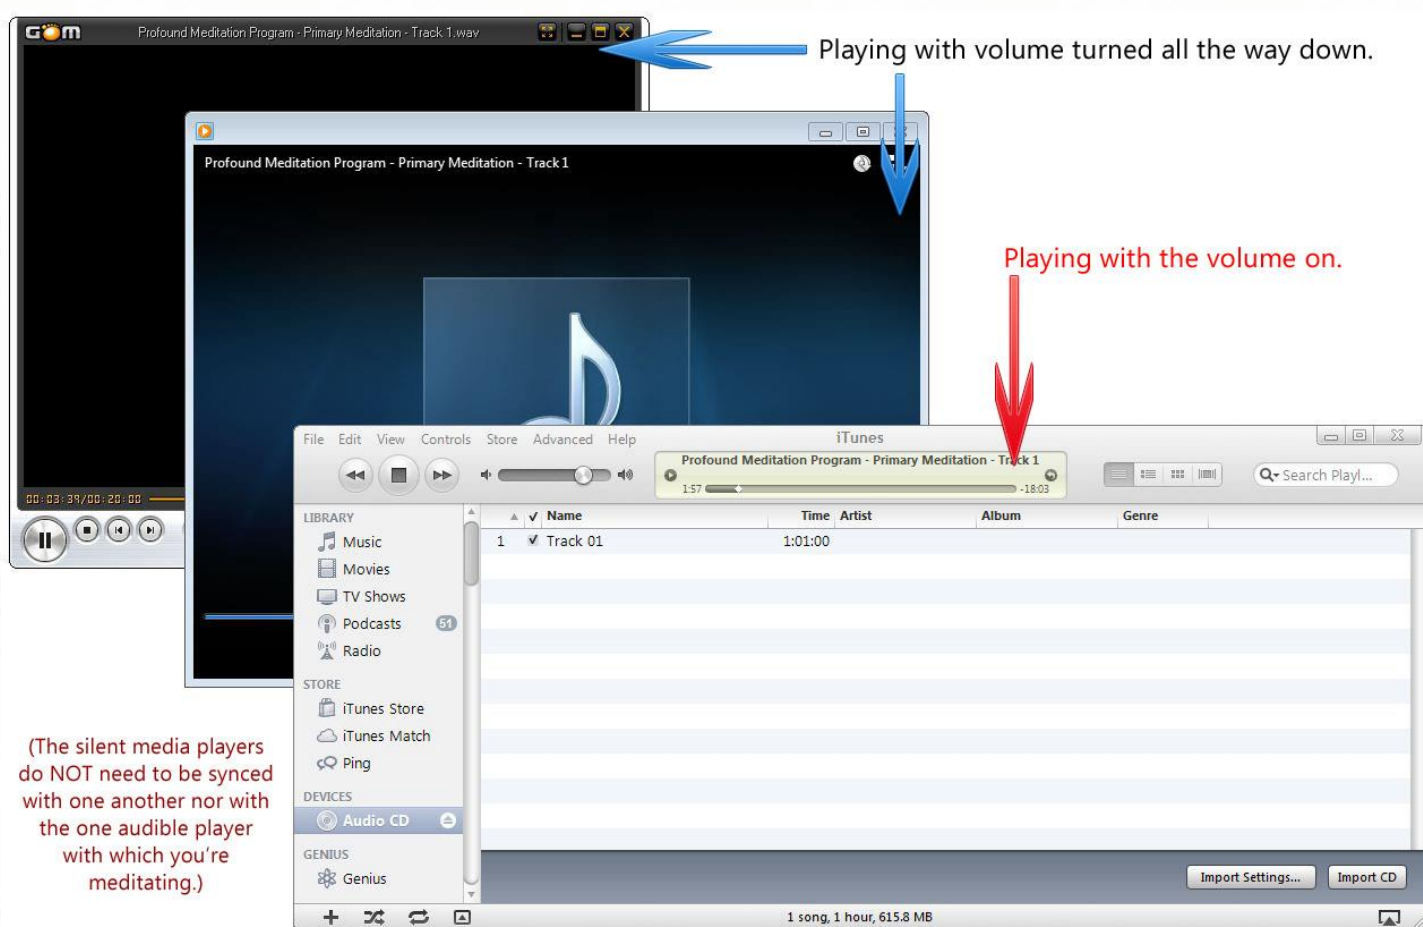 GOM
Profound Meditation Program - Primary Meditation - Track 1.wav
Playing with volume turned all the way down.
Profound Meditation Program - Primary Meditation - Track 1
Playing with the volume on.
File Edit View Controls Store Advanced Help
iTunes
Profound Meditation Program - Primary Meditation - Track 1
1:57
-18:03
Search Playl...
00:03:39/00:20:00
LIBRARY
Music
Movies
TV Shows
Podcasts 51
Radio
STORE
iTunes Store
iTunes Match
Ping
DEVICES
Audio CD
GENIUS
Genius
Name Time Artist Album Genre
1 Track 01 1:01:00
(The silent media players
do NOT need to be synced
with one another nor with
the one audible player
with which you're
meditating.)
Import Settings... Import CD
1 song, 1 hour, 615.8 MB